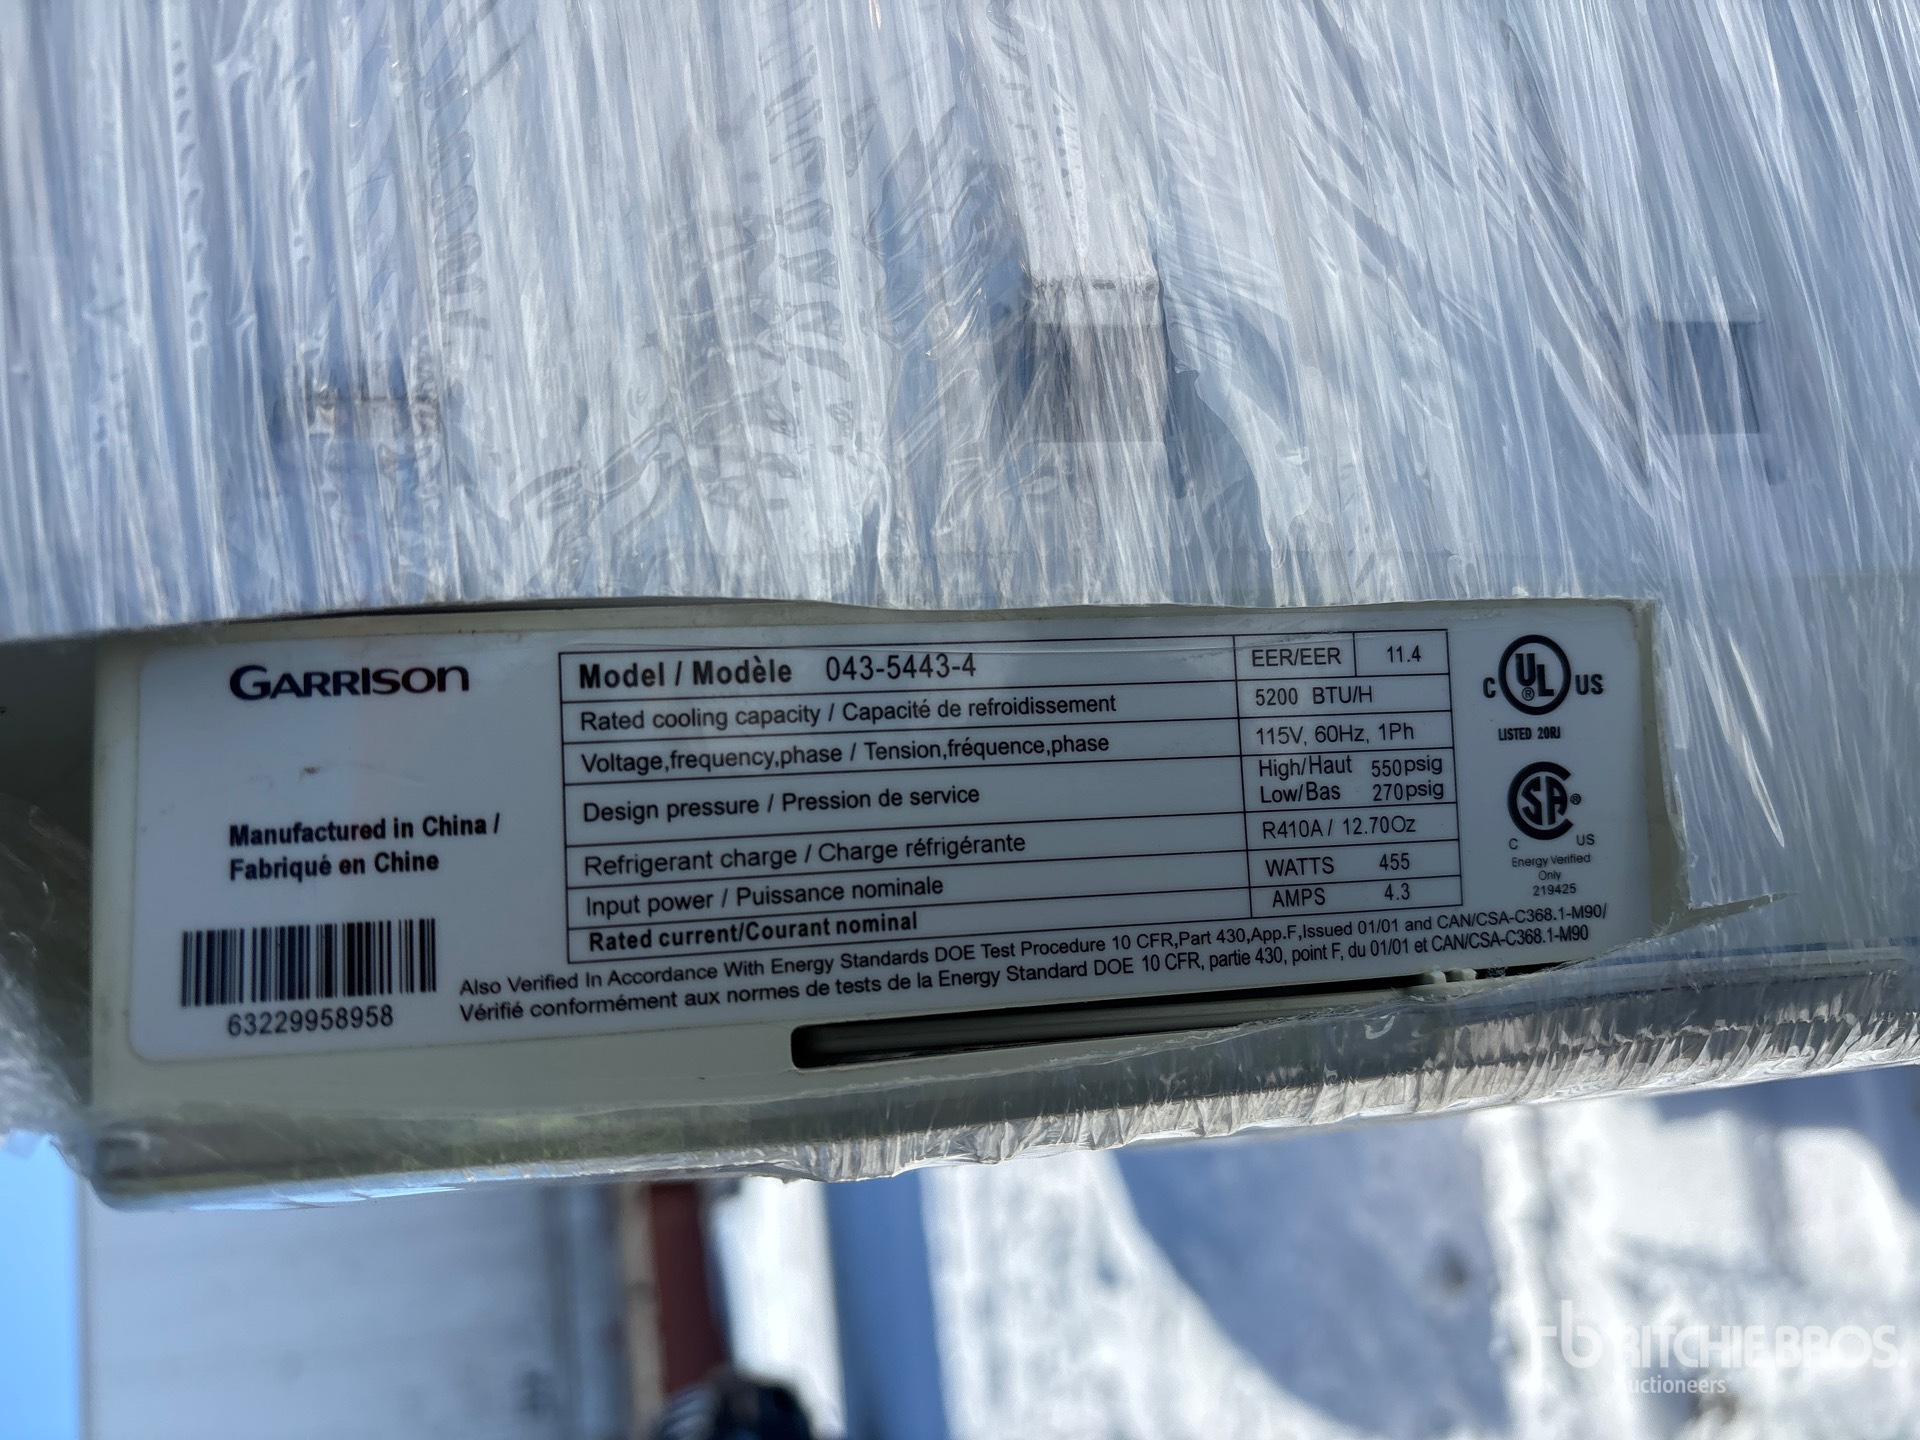 GARRISON
Manufactured in China /
Fabriqué en Chine
63229958958
Model / Modèle 043-5443-4 EER/EER 11.4
Rated cooling capacity / Capacité de refroidissement 5200 BTU/H
Voltage,frequency,phase / Tension,fréquence,phase 115V, 60Hz, 1Ph
Design pressure / Pression de service High/Haut 550psig
Low/Bas 270psig
Refrigerant charge / Charge réfrigérante R410A / 12.70Oz
Input power / Puissance nominale WATTS 455
Rated current/Courant nominal AMPS 4.3
Also Verified In Accordance With Energy Standards DOE Test Procedure 10 CFR,Part 430,App.F,Issued 01/01 and CAN/CSA-C368.1-M90/
Vérifié conformément aux normes de tests de la Energy Standard DOE 10 CFR, partie 430, point F, du 01/01 et CAN/CSA-C368.1-M90
C UL ® US
LISTED 20RJ
SA ®
C US
Energy Verified
Only
219425
rb RITCHIE BROS.
Auctioneers